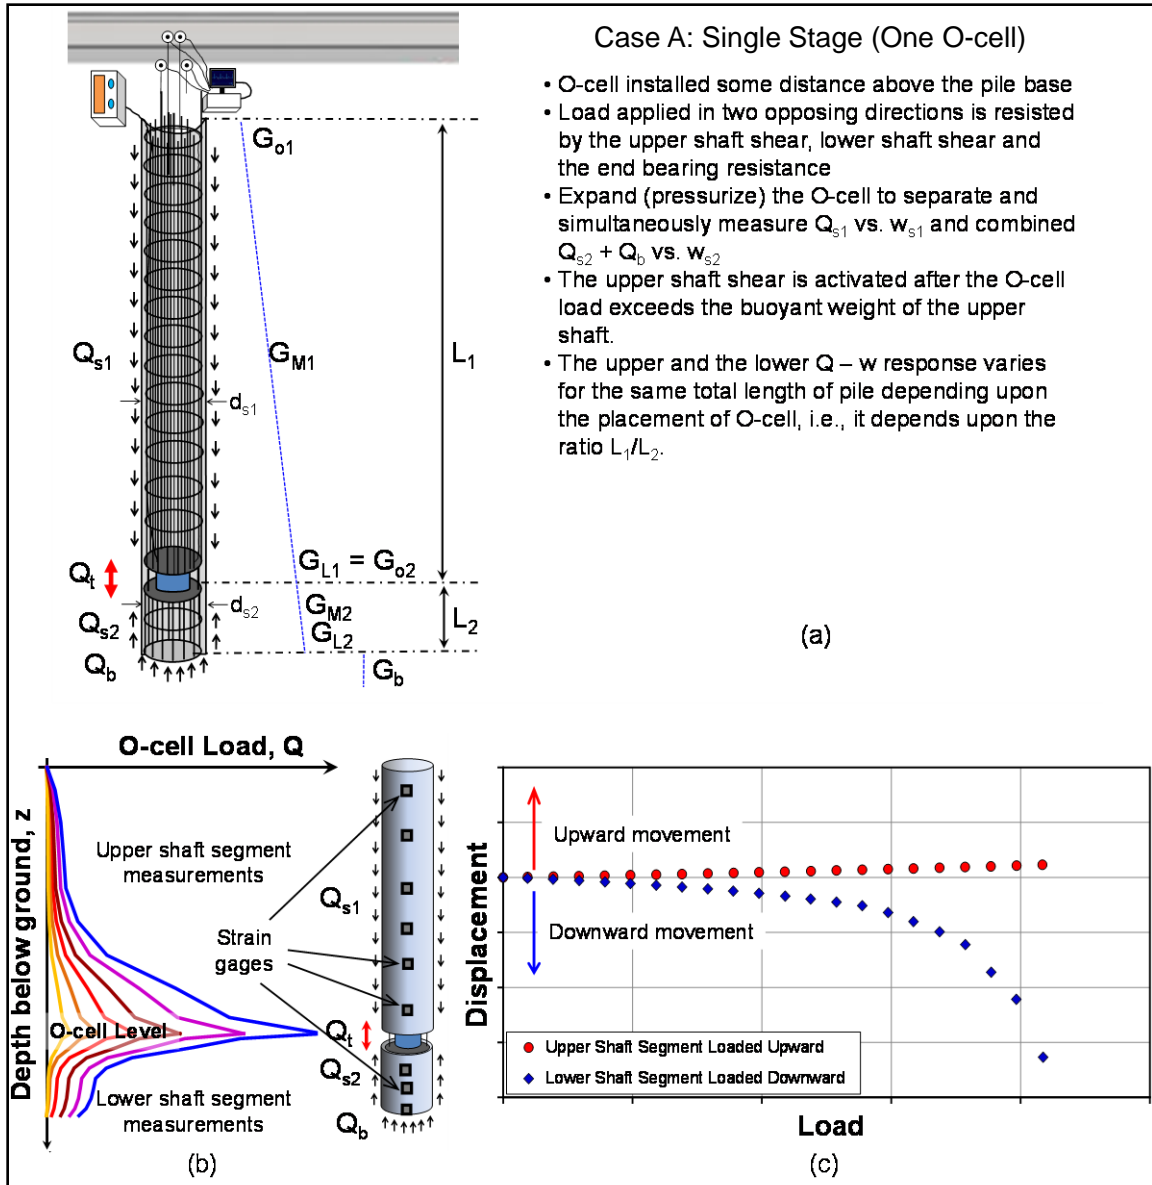 Case A: Single Stage (One O-cell)
• O-cell installed some distance above the pile base
• Load applied in two opposing directions is resisted
by the upper shaft shear, lower shaft shear and
the end bearing resistance
• Expand (pressurize) the O-cell to separate and
simultaneously measure Qs1 vs. ws1 and combined
Qs2 + Qb vs. ws2
• The upper shaft shear is activated after the O-cell
load exceeds the buoyant weight of the upper
shaft.
• The upper and the lower Q – w response varies
for the same total length of pile depending upon
the placement of O-cell, i.e., it depends upon the
ratio L1/L2.
Go1
Qs1
GM1
L1
ds1
GL1 = Go2
Qt
ds2
GM2
L2
Qs2
GL2
Qb
Gb
(a)
O-cell Load, Q
Depth below ground, z
Upper shaft segment
measurements
Qs1
Strain
gages
O-cell Level
Qt
Qs2
Lower shaft segment
measurements
Qb
(b)
Displacement
Upward movement
Downward movement
Upper Shaft Segment Loaded Upward
Lower Shaft Segment Loaded Downward
Load
(c)